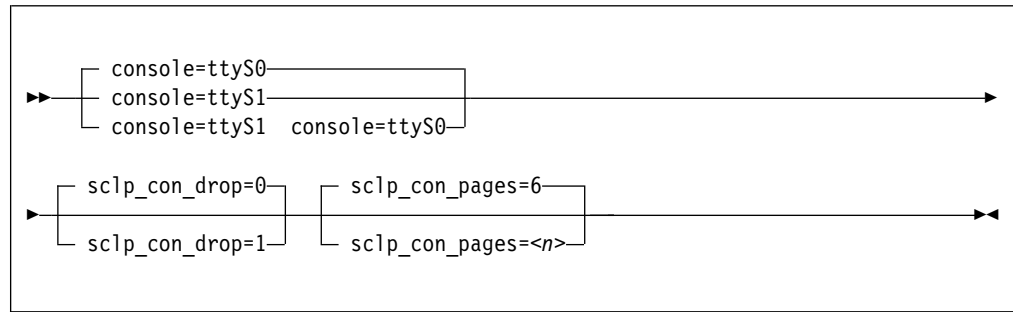 console=ttyS0
console=ttyS1
console=ttyS1 console=ttyS0
sclp_con_drop=0 sclp_con_pages=6
sclp_con_drop=1 sclp_con_pages=<n>